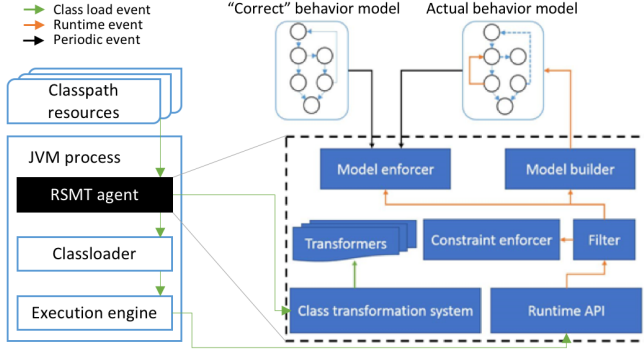 Class load event
Runtime event
Periodic event
“Correct” behavior model
Actual behavior model
Classpath
resources
JVM process
RSMT agent
Classloader
Execution engine
Model enforcer
Model builder
Transformers
Constraint enforcer
Filter
Class transformation system
Runtime API